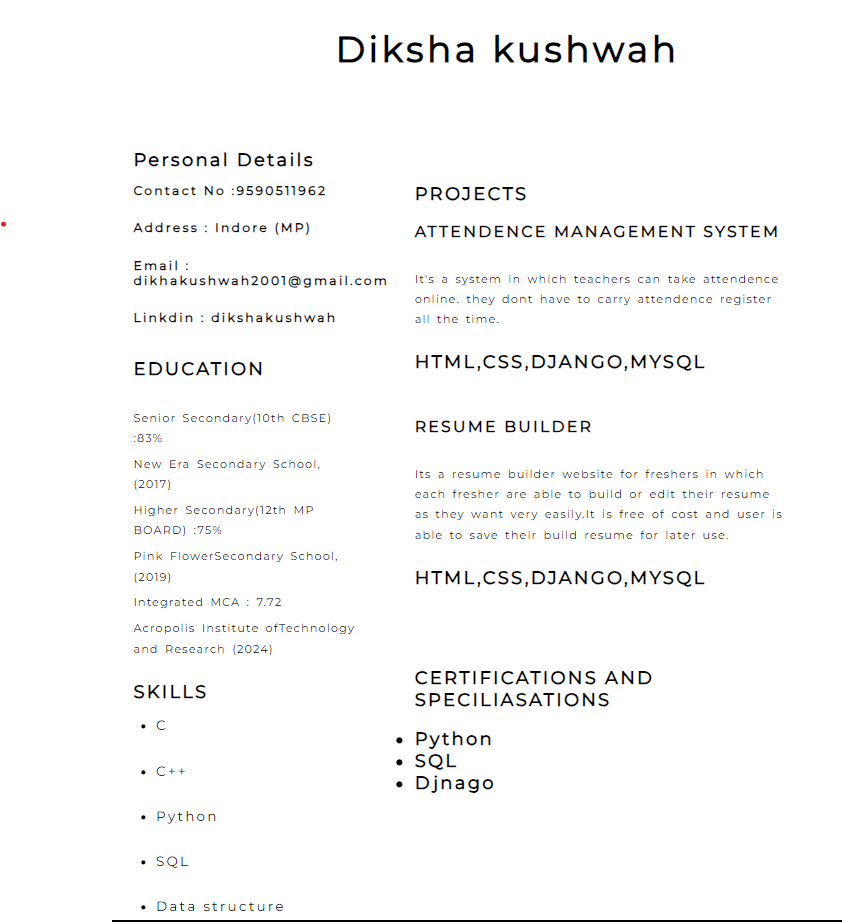 Diksha kushwah
Personal Details
Contact No :9590511962
Address : Indore (MP)
Email :
dikhakushwah2001@gmail.com
Linkdin : dikshakushwah
EDUCATION
Senior Secondary(10th CBSE)
:83%
New Era Secondary School,
(2017)
Higher Secondary(12th MP
BOARD) :75%
Pink FlowerSecondary School,
(2019)
Integrated MCA : 7.72
Acropolis Institute ofTechnology
and Research (2024)
SKILLS
• C
• C++
• Python
• SQL
• Data structure
PROJECTS
ATTENDENCE MANAGEMENT SYSTEM
It's a system in which teachers can take attendence
online. they dont have to carry attendence register
all the time.
HTML,CSS,DJANGO,MYSQL
RESUME BUILDER
Its a resume builder website for freshers in which
each fresher are able to build or edit their resume
as they want very easily.It is free of cost and user is
able to save their build resume for later use.
HTML,CSS,DJANGO,MYSQL
CERTIFICATIONS AND
SPECILIASATIONS
• Python
• SQL
• Djnago